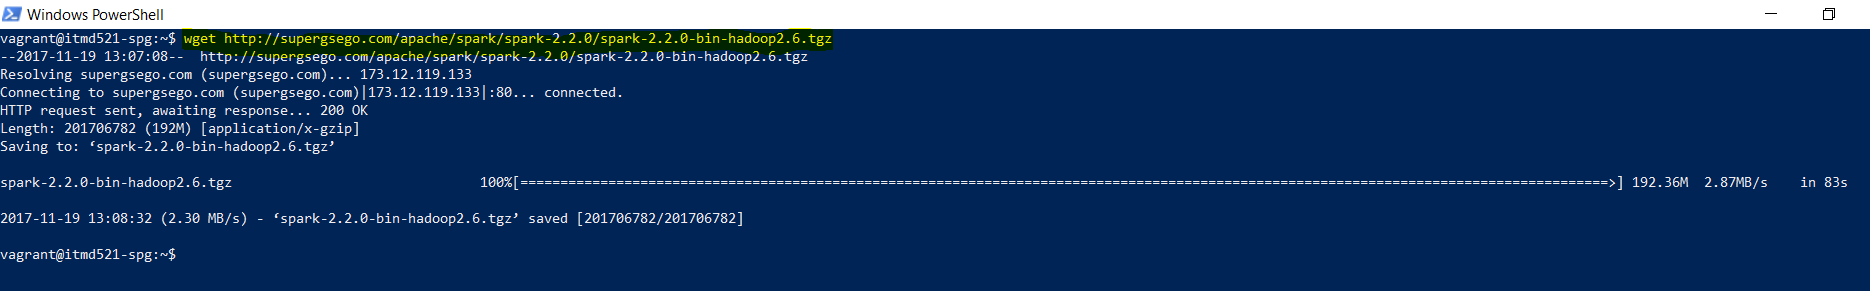 Windows PowerShell
vagrant@itmd521-spg:~$ wget http://supergsego.com/apache/spark/spark-2.2.0/spark-2.2.0-bin-hadoop2.6.tgz
--2017-11-19 13:07:08--  http://supergsego.com/apache/spark/spark-2.2.0/spark-2.2.0-bin-hadoop2.6.tgz
Resolving supergsego.com (supergsego.com)... 173.12.119.133
Connecting to supergsego.com (supergsego.com)|173.12.119.133|:80... connected.
HTTP request sent, awaiting response... 200 OK
Length: 201706782 (192M) [application/x-gzip]
Saving to: ‘spark-2.2.0-bin-hadoop2.6.tgz’
spark-2.2.0-bin-hadoop2.6.tgz 100%[========================================================================================================================================>] 192.36M  2.87MB/s    in 83s
2017-11-19 13:08:32 (2.30 MB/s) - ‘spark-2.2.0-bin-hadoop2.6.tgz’ saved [201706782/201706782]
vagrant@itmd521-spg:~$